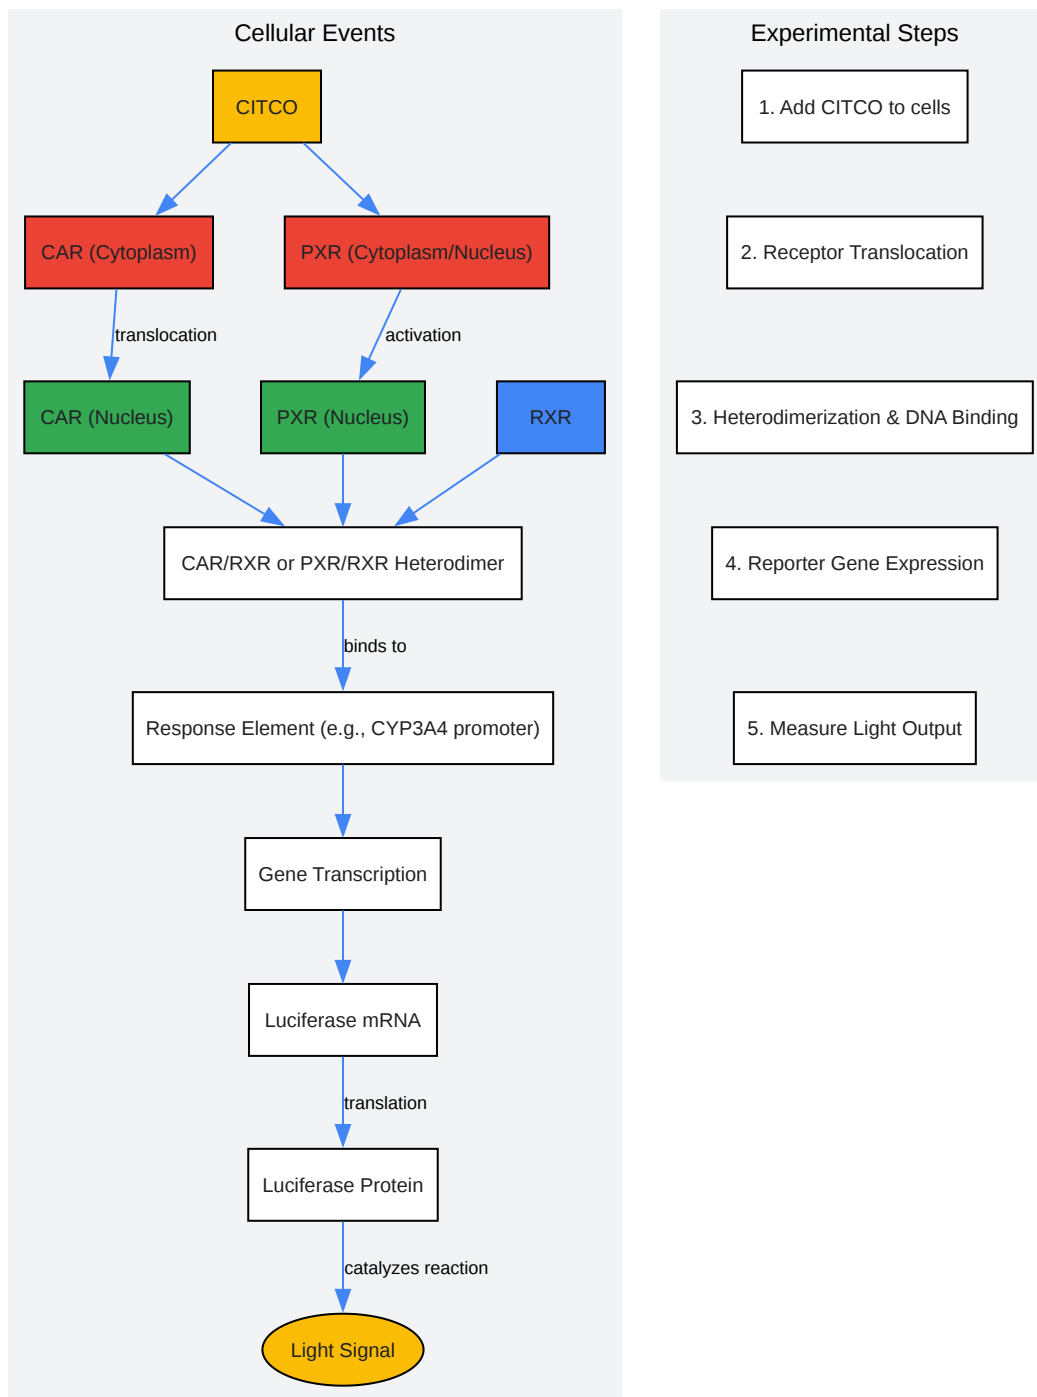 Cellular Events
CITCO
CAR (Cytoplasm)
PXR (Cytoplasm/Nucleus)
translocation
activation
CAR (Nucleus)
PXR (Nucleus)
RXR
CAR/RXR or PXR/RXR Heterodimer
binds to
Response Element (e.g., CYP3A4 promoter)
Gene Transcription
Luciferase mRNA
translation
Luciferase Protein
catalyzes reaction
Light Signal
Experimental Steps
1. Add CITCO to cells
2. Receptor Translocation
3. Heterodimerization & DNA Binding
4. Reporter Gene Expression
5. Measure Light Output